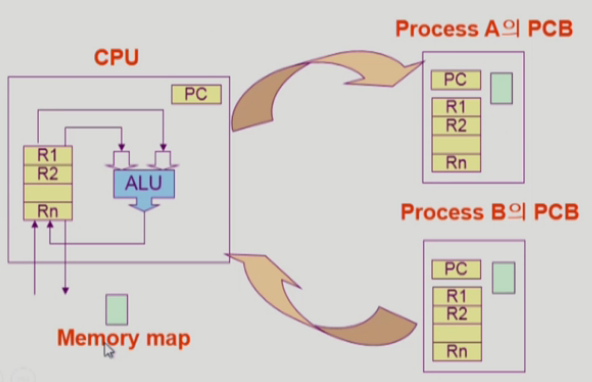 CPU
PC
R1
R2
Rn
ALU
Memory map
Process A의 PCB
PC
R1
R2
Rn
Process B의 PCB
PC
R1
R2
Rn